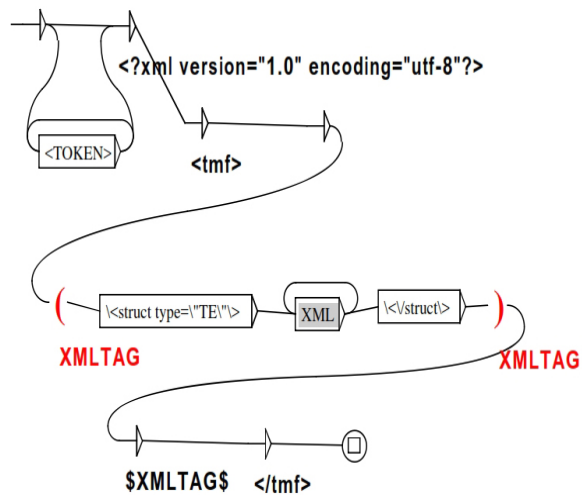 <?xml version="1.0" encoding="utf-8"?>
<TOKEN>
<tmf>
( \<struct type=\"TE\"\> XML \<\/struct\> )
XMLTAG XMLTAG
$XMLTAG$ </tmf>